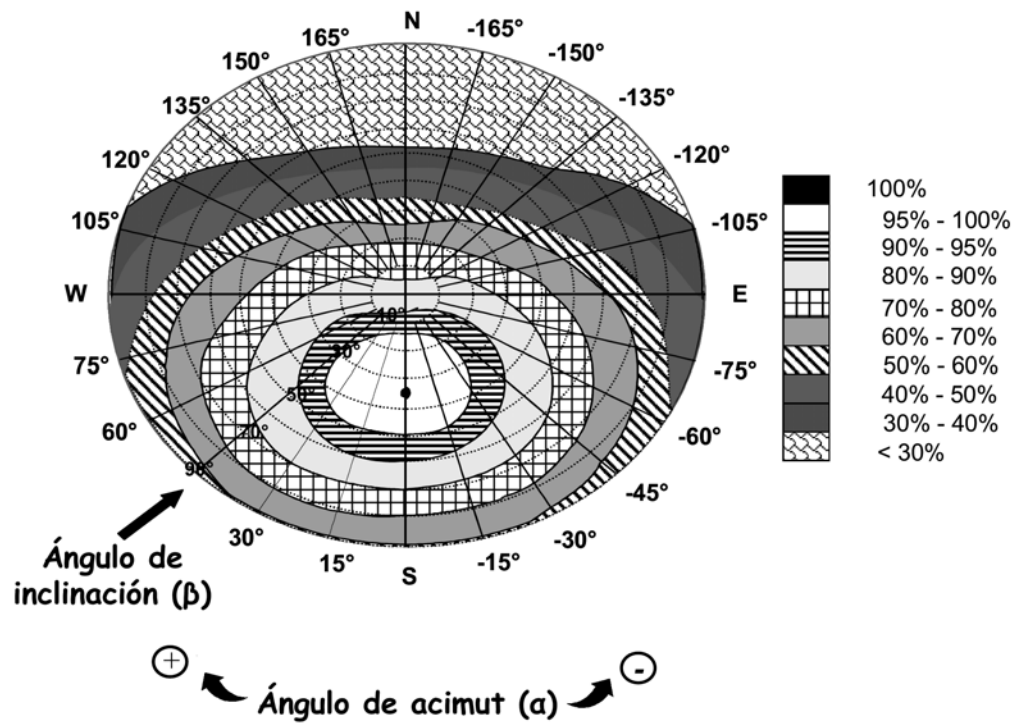 N
165°
-165°
150°
-150°
135°
-135°
120°
-120°
105°
-105°
W
E
75°
-75°
60°
-60°
-45°
30°
-30°
15°
-15°
S
10°
30°
50°
70°
90°
100%
95% - 100%
90% - 95%
80% - 90%
70% - 80%
60% - 70%
50% - 60%
40% - 50%
30% - 40%
< 30%
Ángulo de
inclinación (β)
+
-
Ángulo de acimut (α)